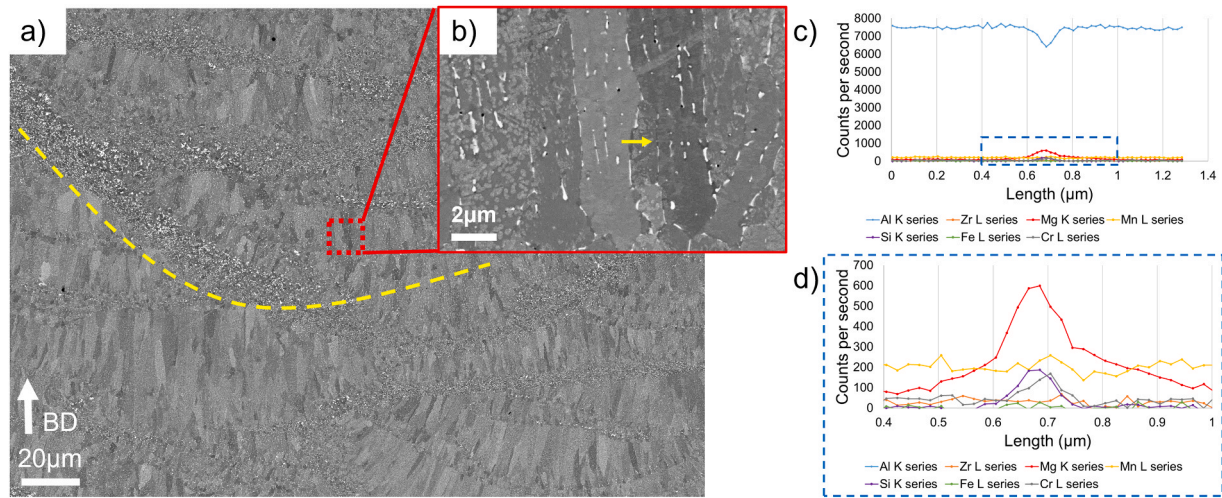 a)
BD
20µm
b)
2µm
c)
Counts per second
8000
7000
6000
5000
4000
3000
2000
1000
0
0 0.2 0.4 0.6 0.8 1.0 1.2 1.4
Length (µm)
Al K series Zr L series Mg K series Mn L series
Si K series Fe L series Cr L series
d)
Counts per second
700
600
500
400
300
200
100
0
0.4 0.5 0.6 0.7 0.8 0.9 1
Length (µm)
Al K series Zr L series Mg K series Mn L series
Si K series Fe L series Cr L series